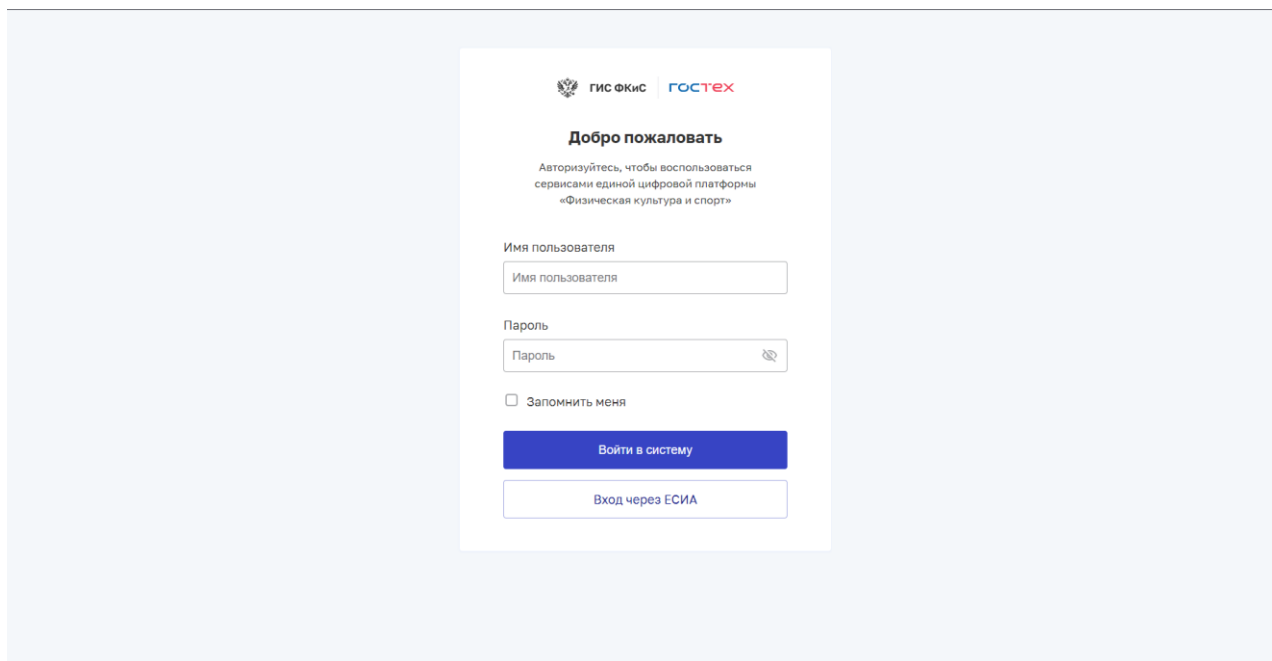 ГИС ФКиС ГОСТЕХ
Добро пожаловать
Авторизуйтесь, чтобы воспользоваться
сервисами единой цифровой платформы
«Физическая культура и спорт»
Имя пользователя
Имя пользователя
Пароль
Пароль
Запомнить меня
Войти в систему
Вход через ЕСИА